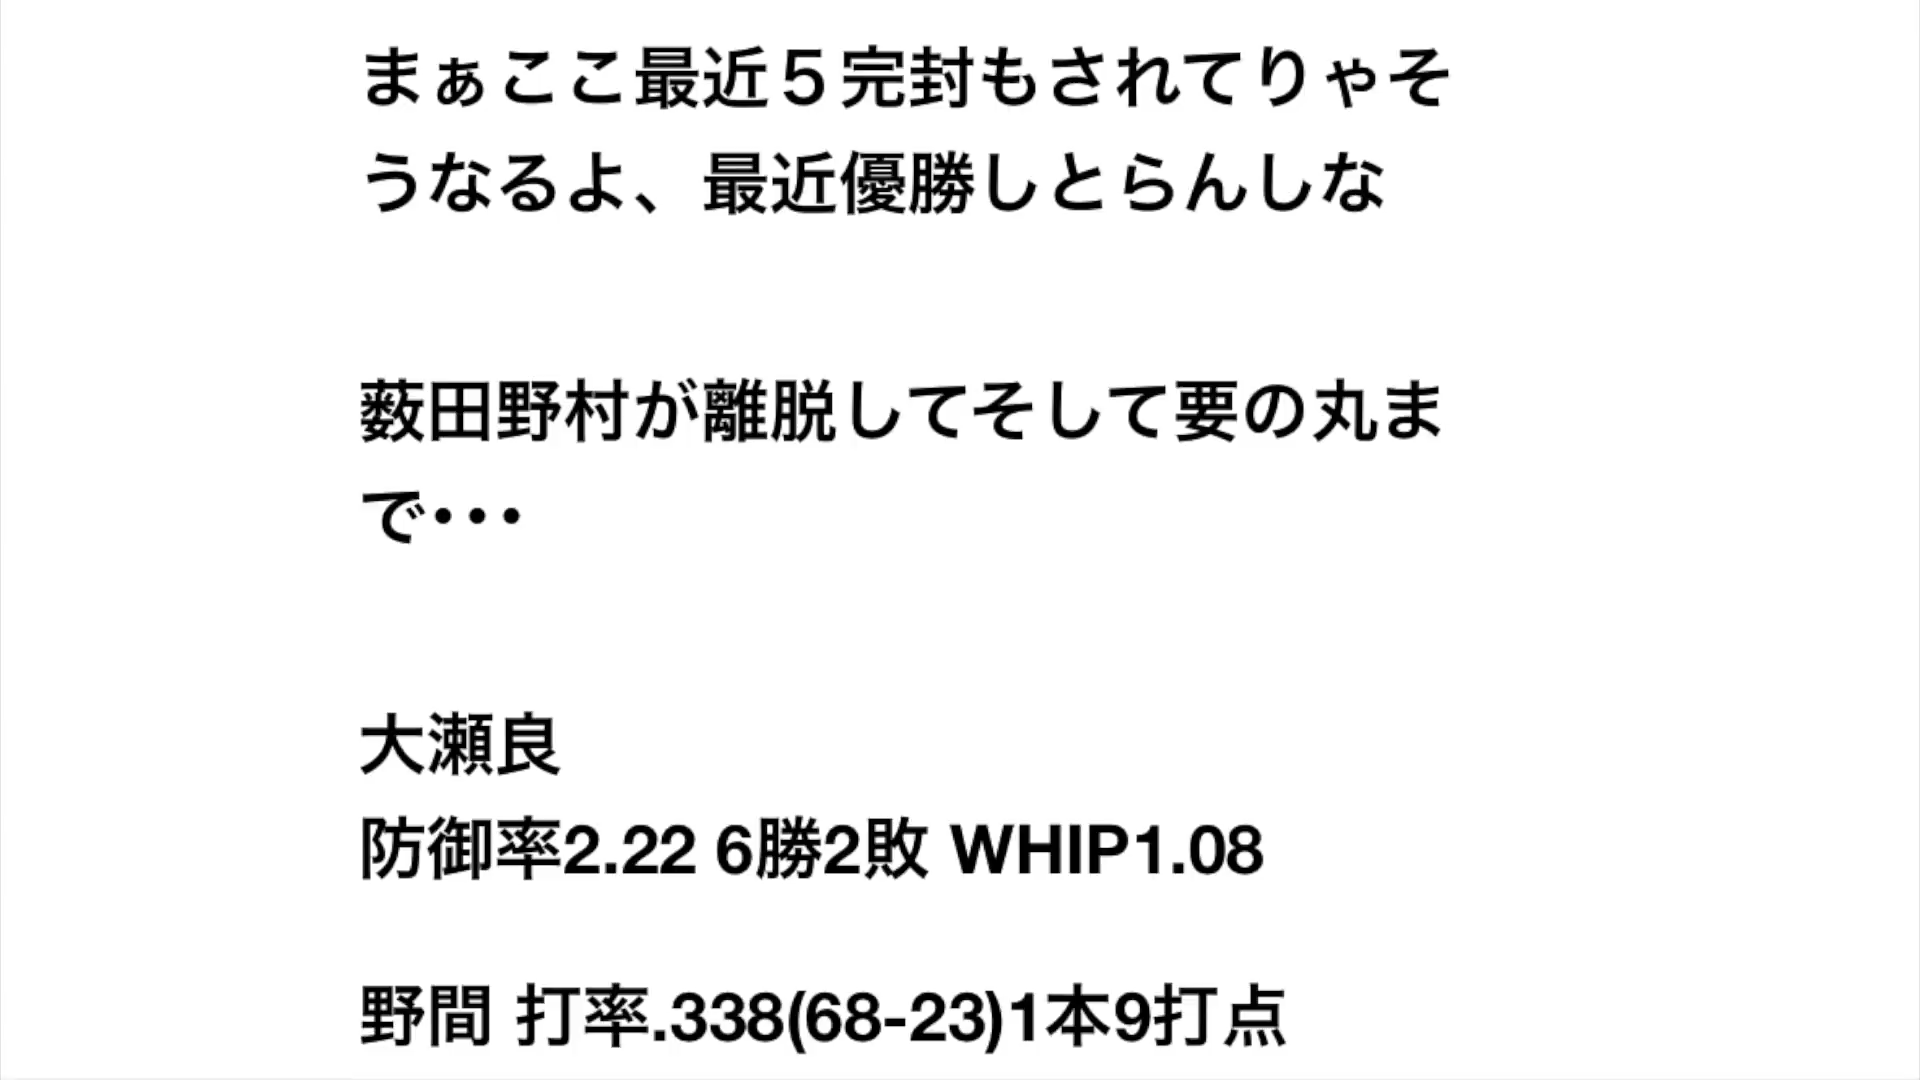 まぁここ最近５完封もされてりゃそ
うなるよ、最近優勝しとらんしな
薮田野村が離脱してそして要の丸ま
で･･･
大瀬良
防御率2.22 6勝2敗 WHIP1.08
野間 打率.338(68-23)1本9打点